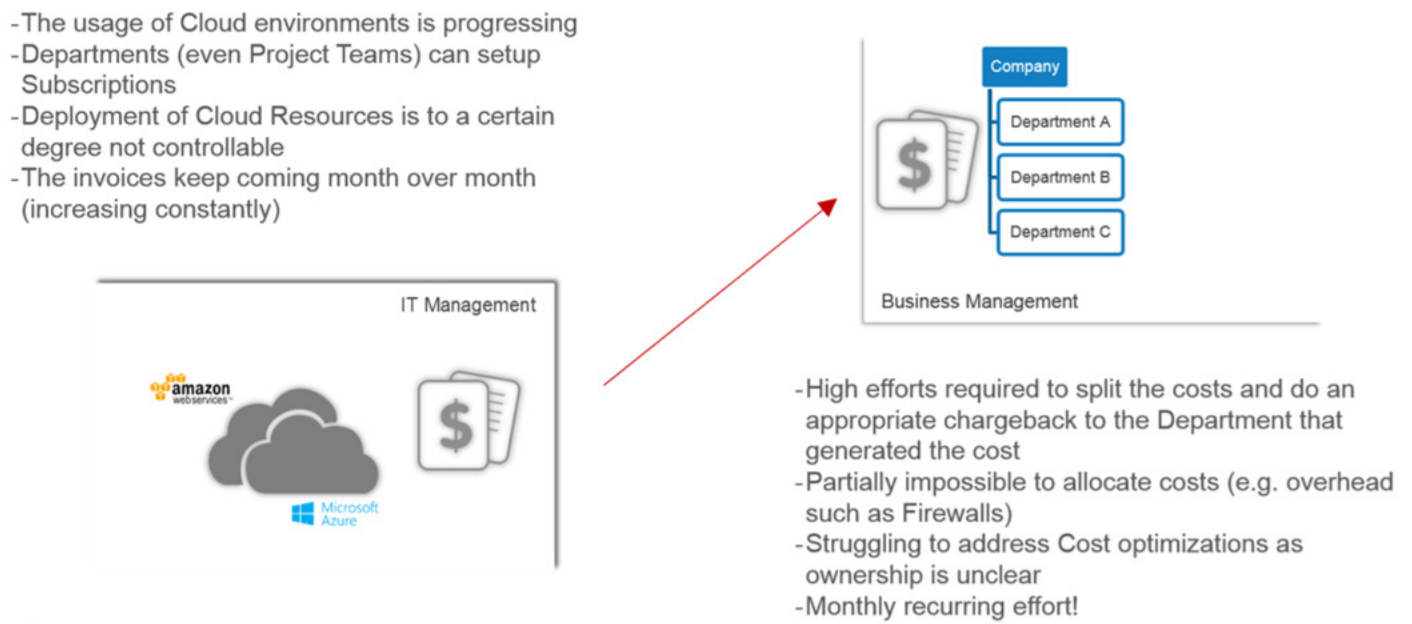 -The usage of Cloud environments is progressing
-Departments (even Project Teams) can setup
Subscriptions
-Deployment of Cloud Resources is to a certain
degree not controllable
-The invoices keep coming month over month
(increasing constantly)
IT Management
amazon
webservices™
Microsoft
Azure
$
Company
Department A
Department B
Department C
$
Business Management
-High efforts required to split the costs and do an
appropriate chargeback to the Department that
generated the cost
-Partially impossible to allocate costs (e.g. overhead
such as Firewalls)
-Struggling to address Cost optimizations as
ownership is unclear
-Monthly recurring effort!